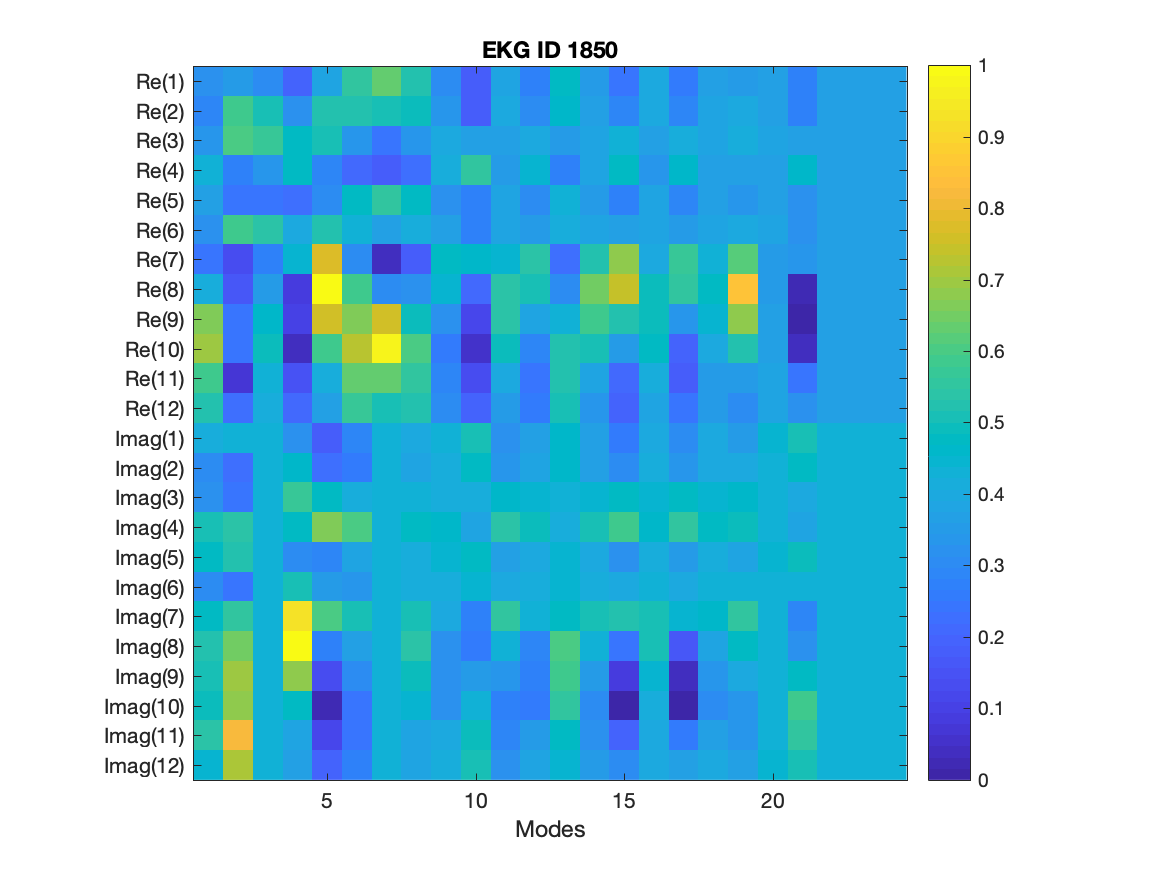 EKG ID 1850
Re(1)
Re(2)
Re(3)
Re(4)
Re(5)
Re(6)
Re(7)
Re(8)
Re(9)
Re(10)
Re(11)
Re(12)
Imag(1)
Imag(2)
Imag(3)
Imag(4)
Imag(5)
Imag(6)
Imag(7)
Imag(8)
Imag(9)
Imag(10)
Imag(11)
Imag(12)
5 10 15 20
Modes
1
0.9
0.8
0.7
0.6
0.5
0.4
0.3
0.2
0.1
0